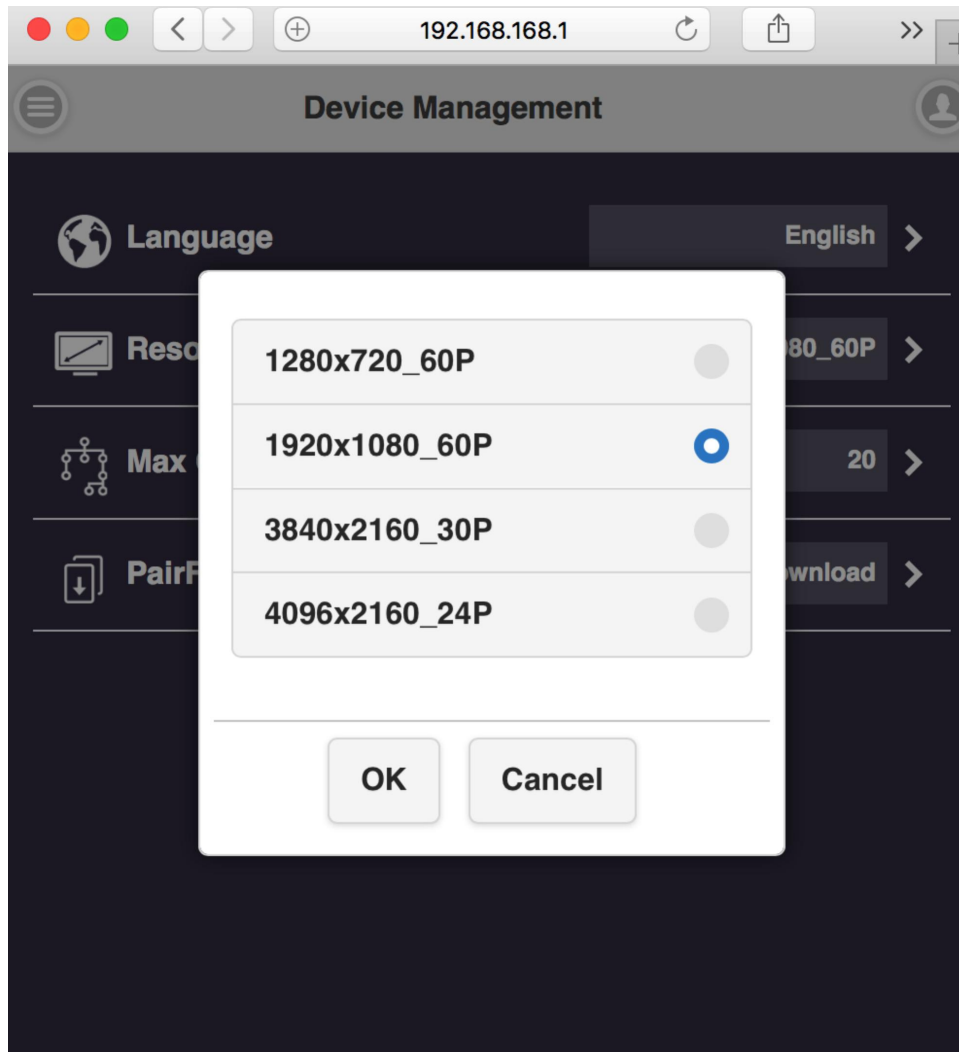 192.168.168.1
Device Management
Language English
Reso 080_60P
Max 20
PairF wnload
1280x720_60P
1920x1080_60P
3840x2160_30P
4096x2160_24P
OK Cancel